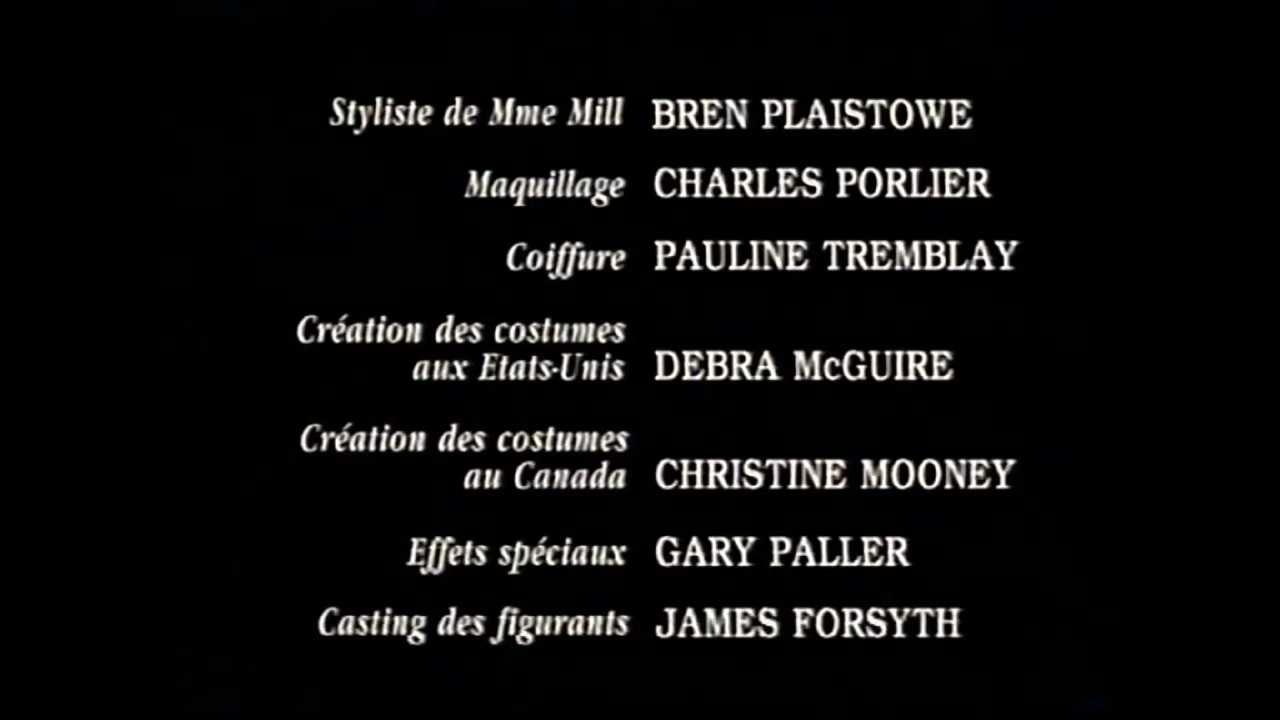 Styliste de Mme Mill BREN PLAISTOWE
Maquillage CHARLES PORLIER
Coiffure PAULINE TREMBLAY
Création des costumes
aux Etats-Unis DEBRA McGUIRE
Création des costumes
au Canada CHRISTINE MOONEY
Effets spéciaux GARY PALLER
Casting des figurants JAMES FORSYTH